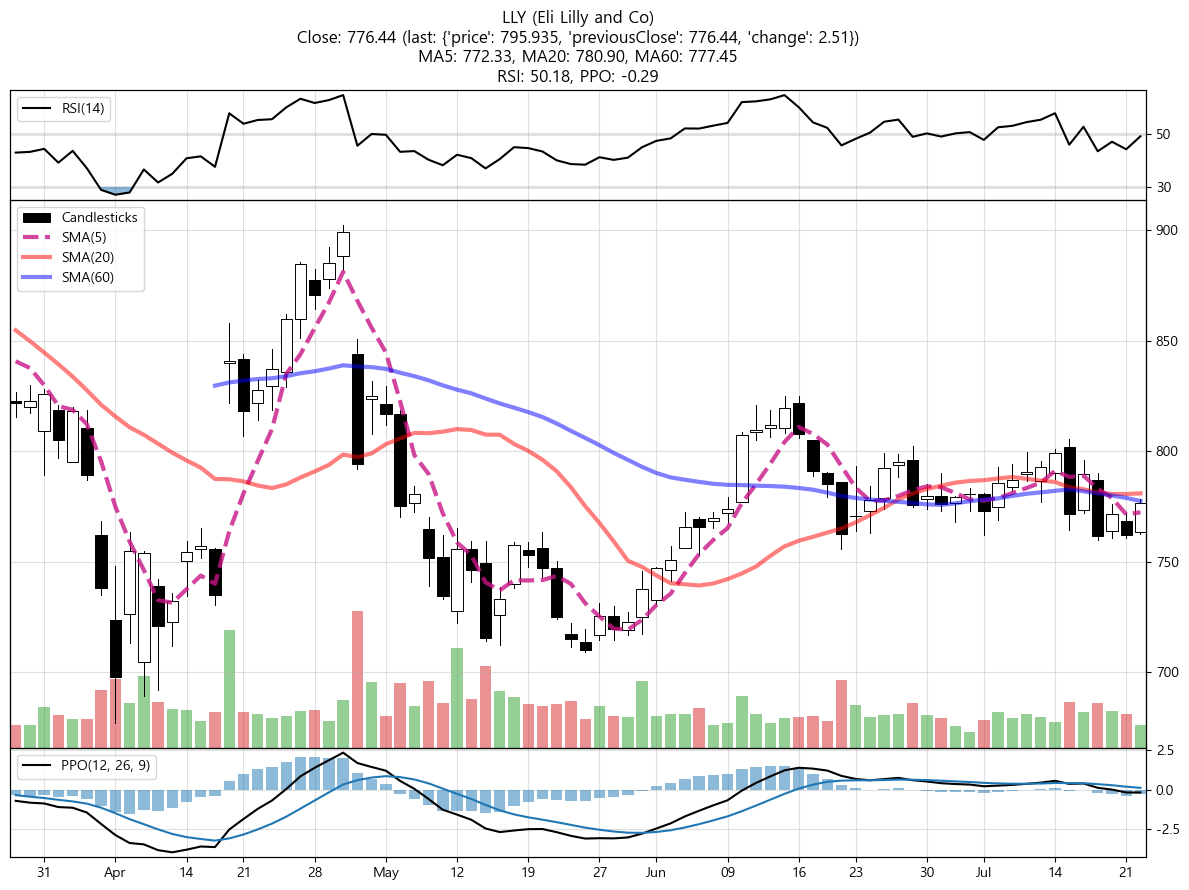 LLY (Eli Lilly and Co)
Close: 776.44 (last: {'price': 795.935, 'previousClose': 776.44, 'change': 2.51})
MA5: 772.33, MA20: 780.90, MA60: 777.45
RSI: 50.18, PPO: -0.29
RSI(14)
50
30
Candlesticks
SMA(5)
SMA(20)
SMA(60)
900
850
800
750
700
PPO(12, 26, 9)
2.5
0.0
-2.5
31 Apr 14 21 28 May 12 19 27 Jun 09 16 23 30 Jul 14 21